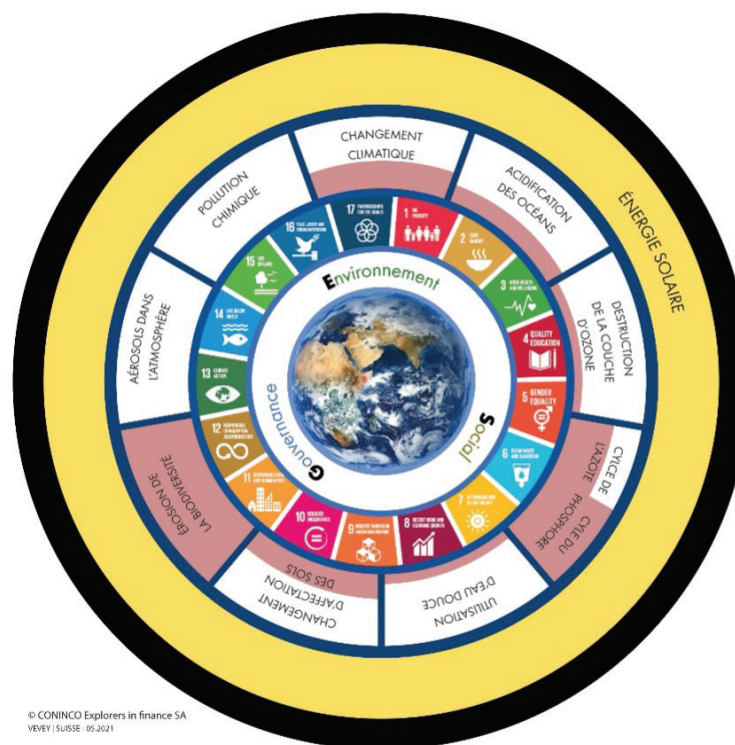 ÉNERGIE SOLAIRE
CHANGEMENT
CLIMATIQUE
ACIDIFICATION
DES OCÉANS
DESTRUCTION
DE LA COUCHE
D'OZONE
CYLCE DE
L'AZOTE
CYLE DU
PHOSPHORE
UTILISATION
D'EAU DOUCE
CHANGEMENT
D'AFFECTATION
DES SOLS
ÉROSION DE
LA BIODIVERSITÉ
AÉROSOLS DANS
L'ATMOSPHÈRE
POLLUTION
CHIMIQUE
1 NO
POVERTY
2 ZERO
HUNGER
3 GOOD HEALTH
AND WELL-BEING
4 QUALITY
EDUCATION
5 GENDER
EQUALITY
6 CLEAN WATER
AND SANITATION
7 AFFORDABLE AND
CLEAN ENERGY
8 DECENT WORK AND
ECONOMIC GROWTH
9 INDUSTRY, INNOVATION
AND INFRASTRUCTURE
10 REDUCED
INEQUALITIES
11 SUSTAINABLE CITIES
AND COMMUNITIES
12 RESPONSIBLE
CONSUMPTION
AND PRODUCTION
13 CLIMATE
ACTION
14 LIFE BELOW
WATER
15 LIFE
ON LAND
16 PEACE, JUSTICE AND
STRONG INSTITUTIONS
17 PARTNERSHIPS
FOR THE GOALS
Environnement
Social
Gouvernance
© CONINCO Explorers in finance SA
VEVEY | SUISSE - 05.2021